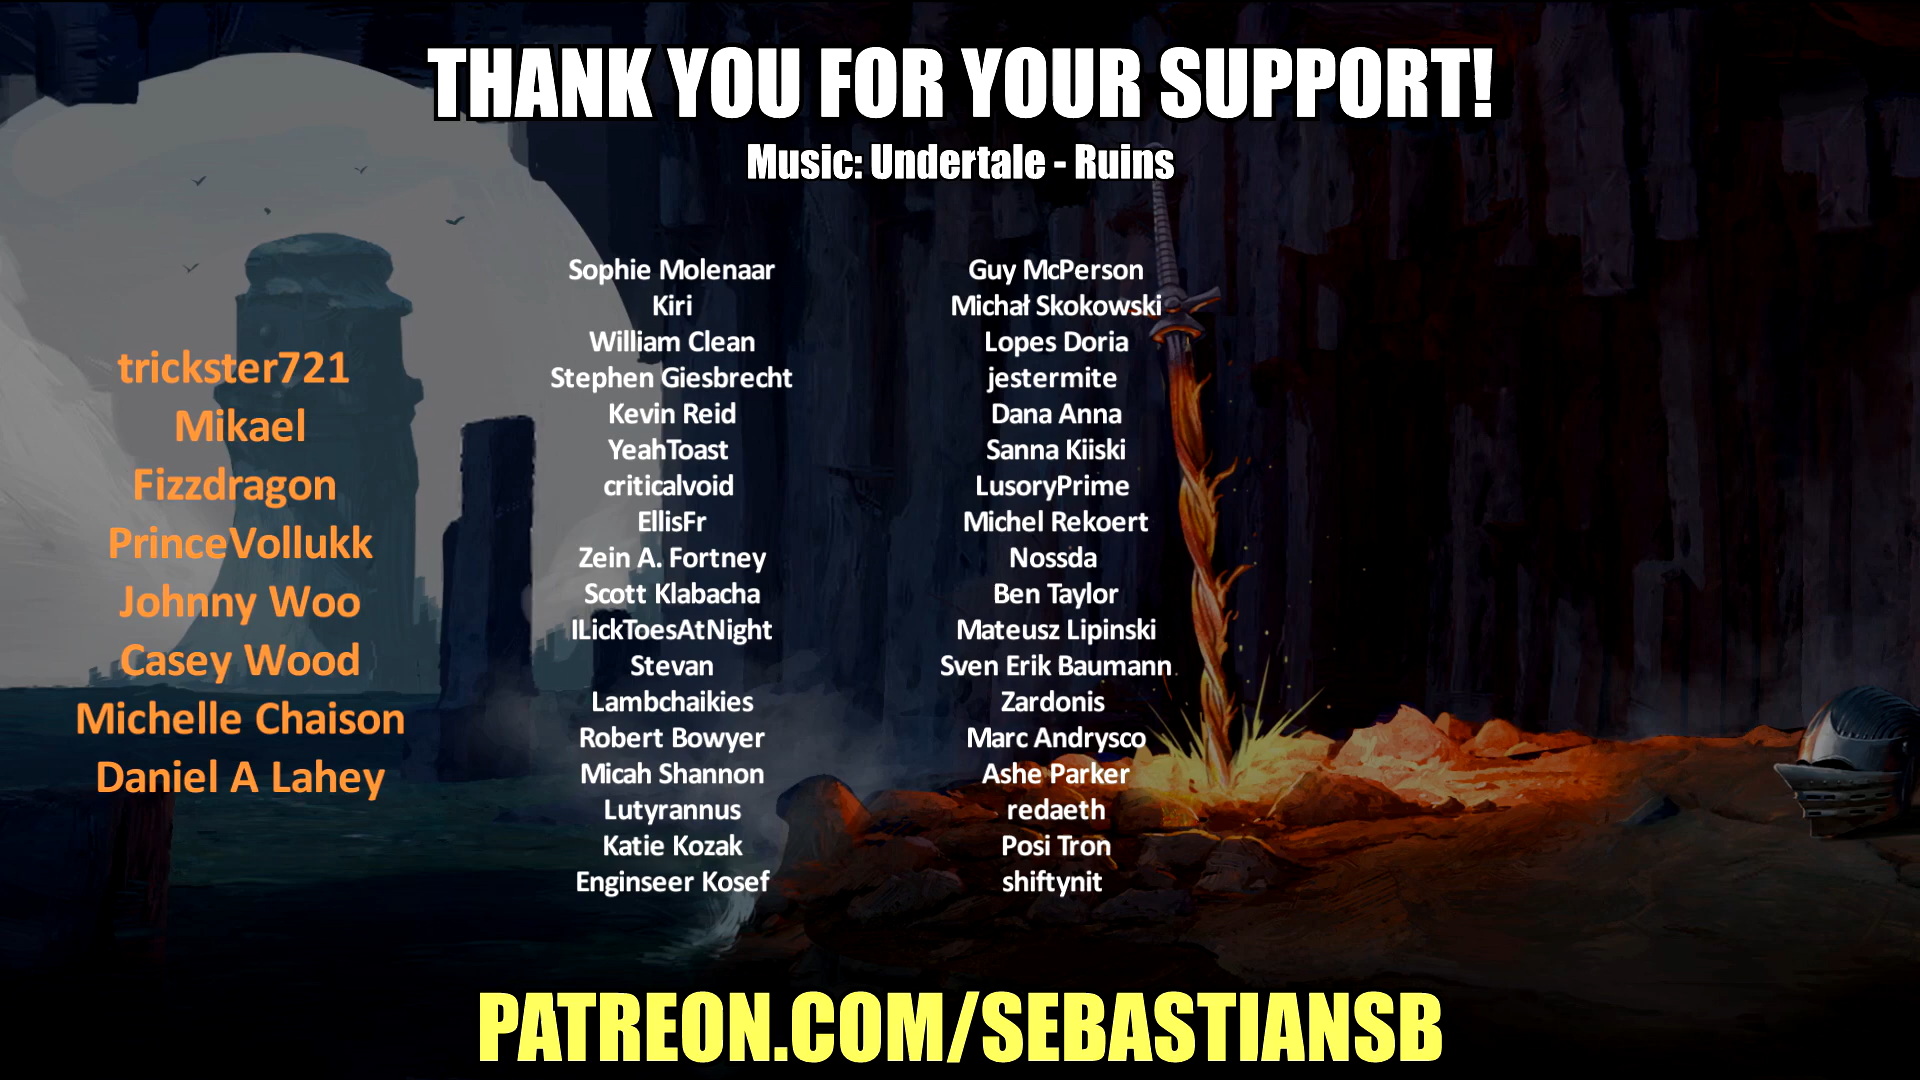 THANK YOU FOR YOUR SUPPORT!
Music: Undertale - Ruins
trickster721
Mikael
Fizzdragon
PrinceVollukk
Johnny Woo
Casey Wood
Michelle Chaison
Daniel A Lahey
Sophie Molenaar
Kiri
William Clean
Stephen Giesbrecht
Kevin Reid
YeahToast
criticalvoid
EllisFr
Zein A. Fortney
Scott Klabacha
ILickToesAtNight
Stevan
Lambchaikies
Robert Bowyer
Micah Shannon
Lutyrannus
Katie Kozak
Enginseer Kosef
Guy McPerson
Michał Skokowski
Lopes Doria
jestermite
Dana Anna
Sanna Kiiski
LusoryPrime
Michel Rekoert
Nossda
Ben Taylor
Mateusz Lipinski
Sven Erik Baumann
Zardonis
Marc Andrysco
Ashe Parker
redaeth
Posi Tron
shiftynit
PATREON.COM/SEBASTIANSB